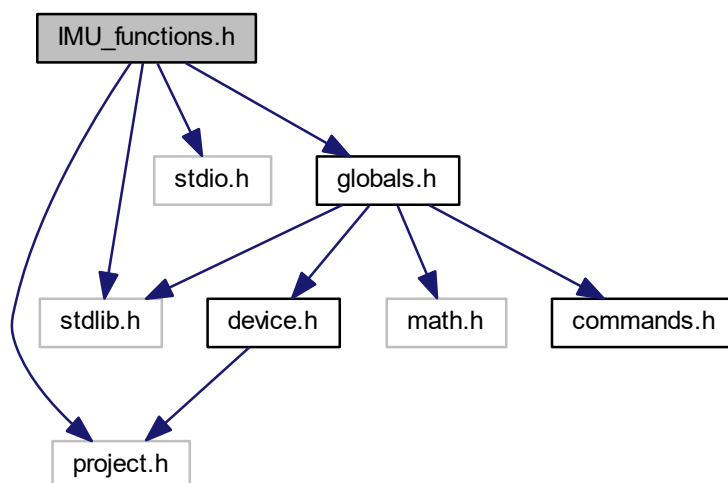 IMU_functions.h
stdio.h
globals.h
stdlib.h
device.h
math.h
commands.h
project.h